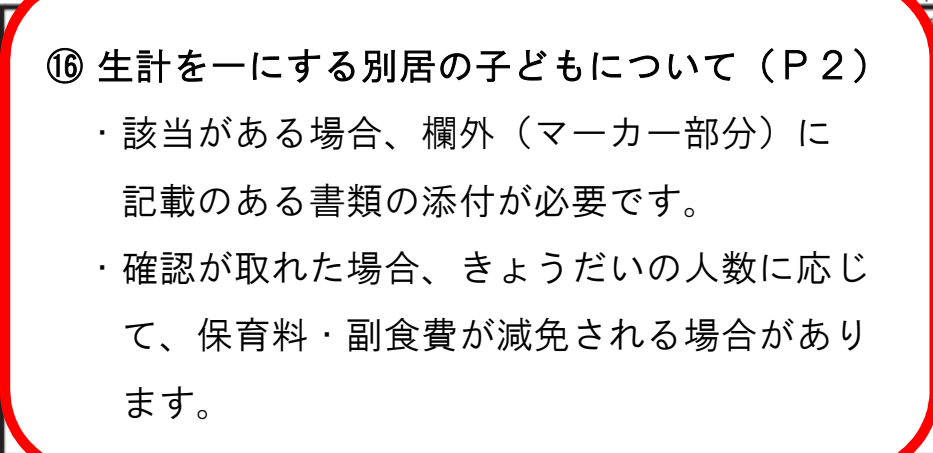 ⑯ 生計を一にする別居の子どもについて（Ｐ２）
・該当がある場合、欄外（マーカー部分）に
記載のある書類の添付が必要です。
・確認が取れた場合、きょうだいの人数に応じ
て、保育料・副食費が減免される場合があり
ます。